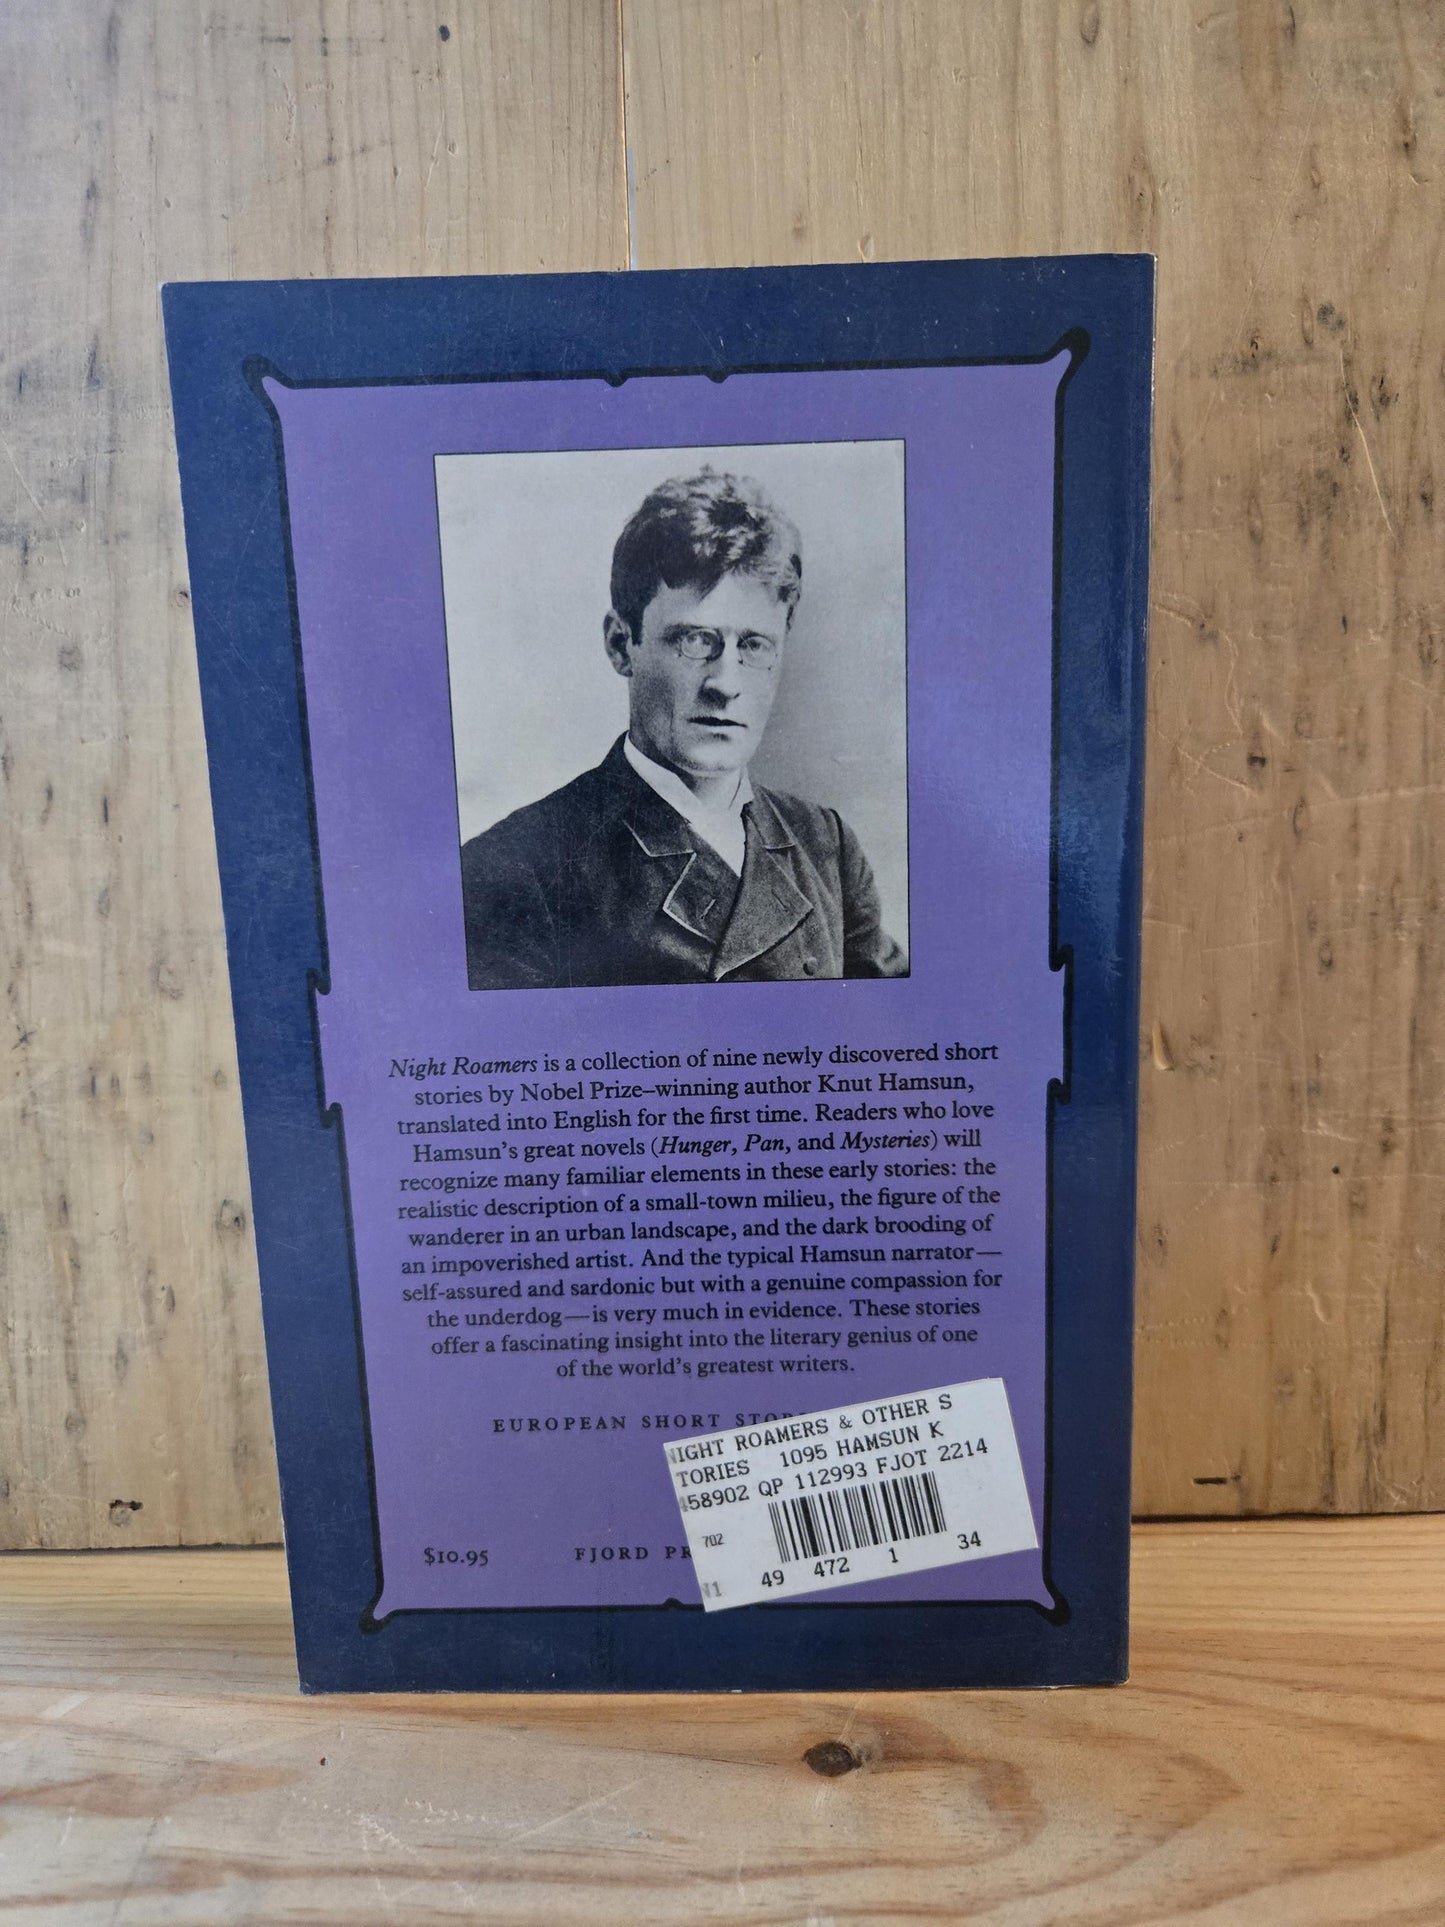 Night Roamers is a collection of nine newly discovered short
stories by Nobel Prize–winning author Knut Hamsun,
translated into English for the first time. Readers who love
Hamsun's great novels (Hunger, Pan, and Mysteries) will
recognize many familiar elements in these early stories: the
realistic description of a small-town milieu, the figure of the
wanderer in an urban landscape, and the dark brooding of
an impoverished artist. And the typical Hamsun narrator—
self-assured and sardonic but with a genuine compassion for
the underdog—is very much in evidence. These stories
offer a fascinating insight into the literary genius of one
of the world's greatest writers.
EUROPEAN SHORT
NIGHT ROAMERS & OTHER S
TORIES 1095 HAMSUN K
458902 QP 112993 FJOT 2214
702
49 472 1 34
$10.95 FJORD